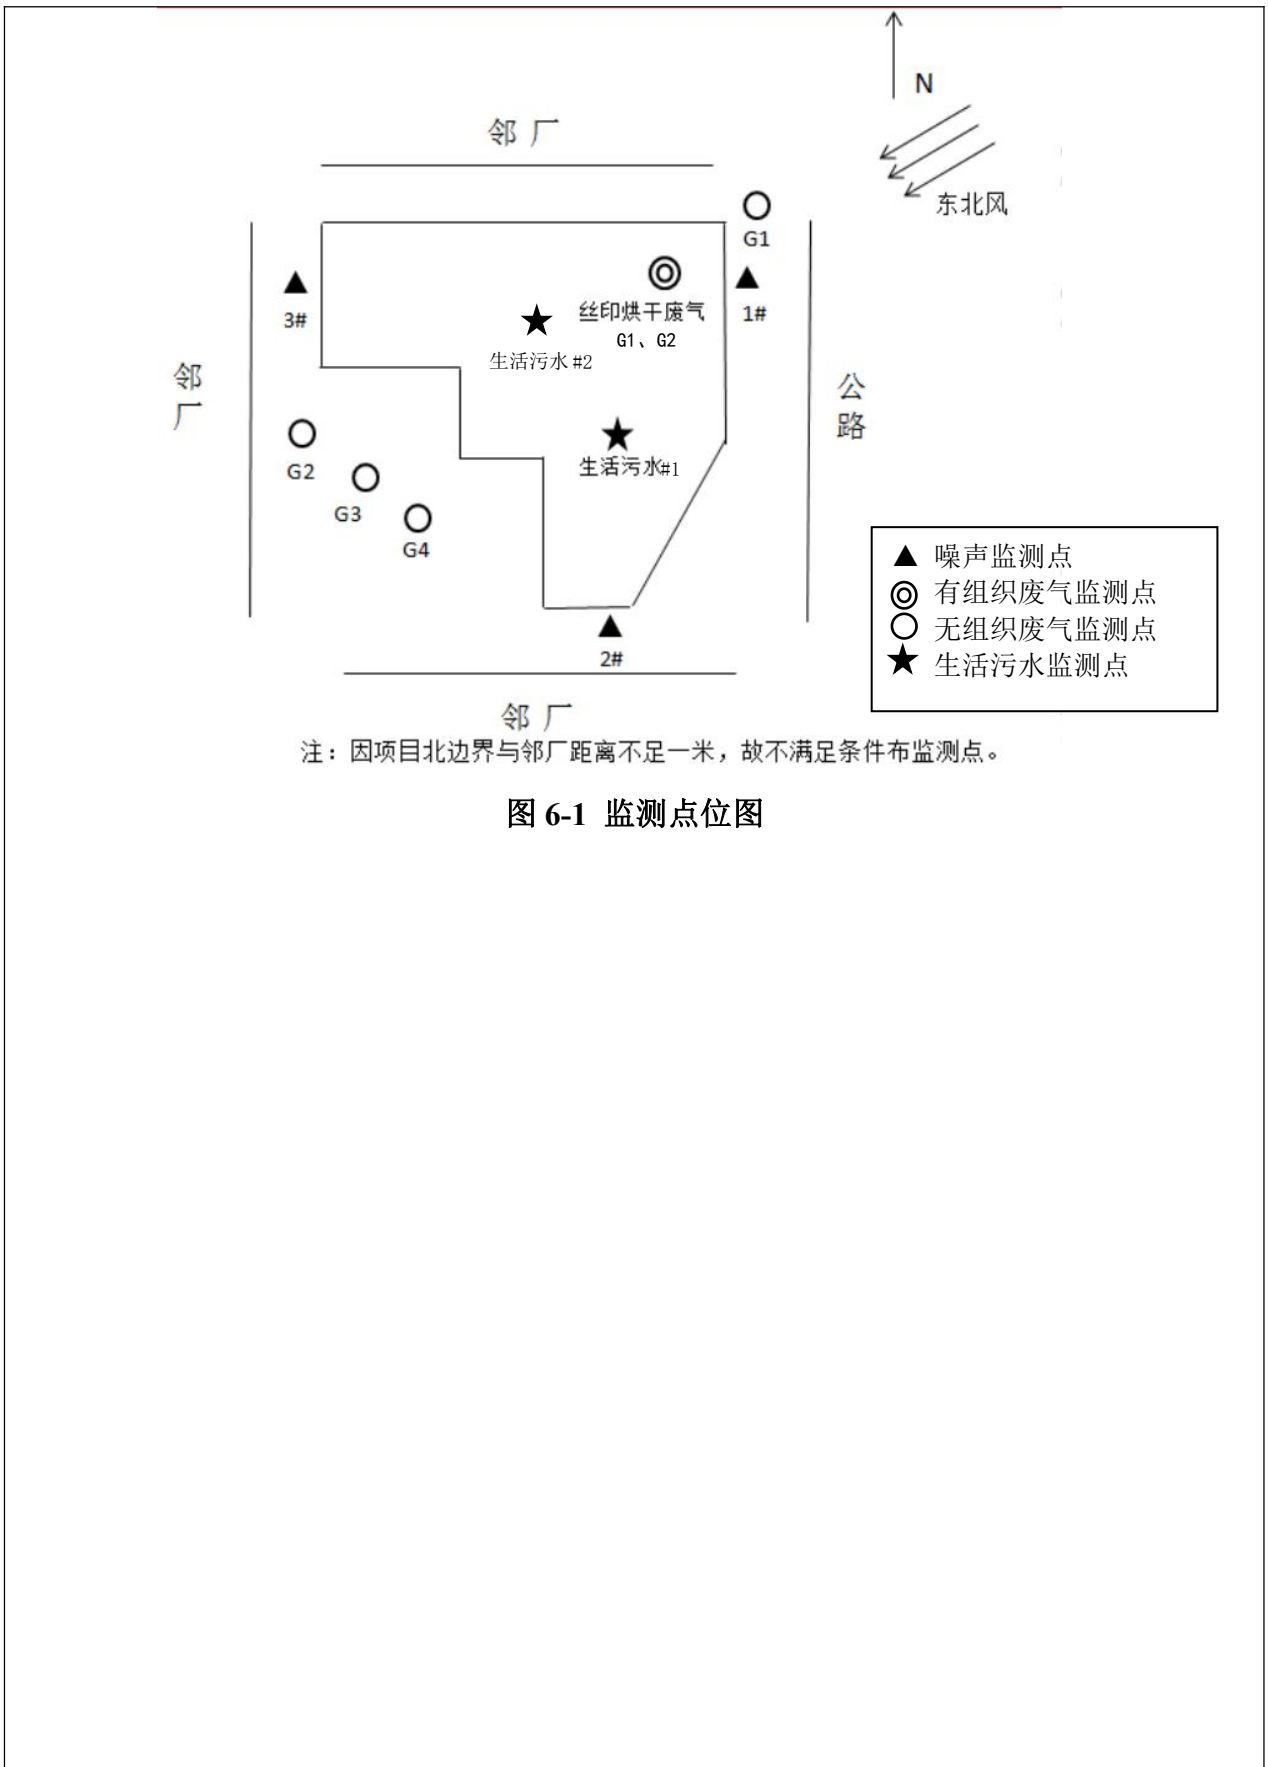 N
东北风
邻 厂
G1
丝印烘干废气
G1、G2
1#
3#
生活污水 #2
邻
厂
公
路
G2
生活污水#1
G3
G4
噪声监测点
有组织废气监测点
无组织废气监测点
生活污水监测点
2#
邻 厂
注：因项目北边界与邻厂距离不足一米，故不满足条件布监测点。
图 6-1 监测点位图